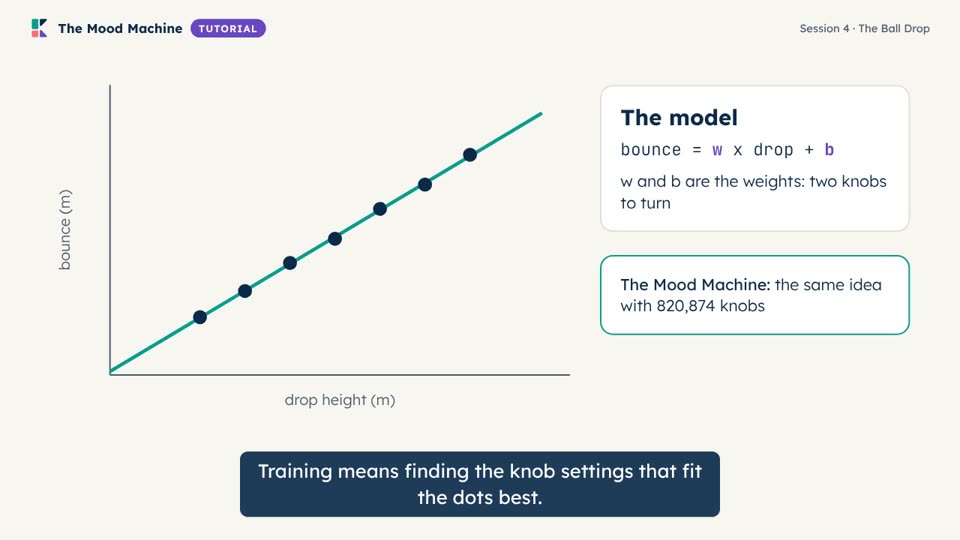 The Mood Machine TUTORIAL
Session 4 · The Ball Drop
bounce (m)
drop height (m)
The model
bounce = w x drop + b
w and b are the weights: two knobs
to turn
The Mood Machine: the same idea
with 820,874 knobs
Training means finding the knob settings that fit
the dots best.